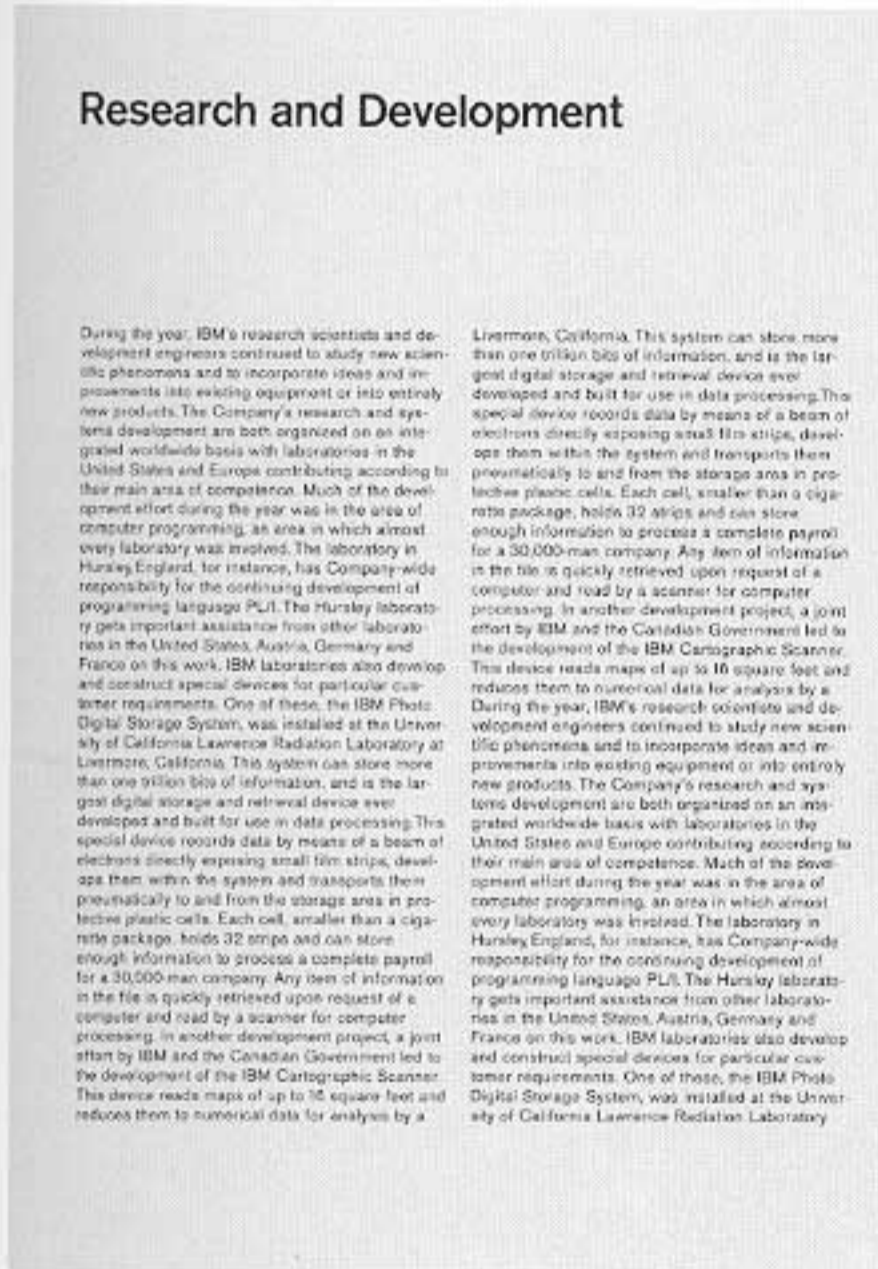 Research and Development
During the year, IBM's research scientists and de-
velopment engineers continued to study new scien-
tific phenomena and to incorporate ideas and im-
provements into existing equipment or into entirely
new products. The Company's research and sys-
tems development are both organized on an inte-
grated worldwide basis with laboratories in the
United States and Europe contributing according to
their main area of competence. Much of the devel-
opment effort during the year was in the area of
computer programming, an area in which almost
every laboratory was involved. The laboratory in
Hursley, England, for instance, has Company-wide
responsibility for the continuing development of
programming language PL/I. The Hursley laborato-
ry gets important assistance from other laborato-
ries in the United States, Austria, Germany and
France on this work. IBM laboratories also develop
and construct special devices for particular cus-
tomer requirements. One of these, the IBM Photo
Digital Storage System, was installed at the Univer-
sity of California Lawrence Radiation Laboratory at
Livermore, California. This system can store more
than one trillion bits of information, and is the lar-
gest digital storage and retrieval device ever
developed and built for use in data processing. This
special device records data by means of a beam of
electrons directly exposing small film strips, devel-
ops them within the system and transports them
pneumatically to and from the storage area in pro-
tective plastic cells. Each cell, smaller than a ciga-
rette package, holds 32 strips and can store
enough information to process a complete payroll
for a 30,000-man company. Any item of information
in the file is quickly retrieved upon request of a
computer and read by a scanner for computer
processing. In another development project, a joint
effort by IBM and the Canadian Government led to
the development of the IBM Cartographic Scanner.
This device reads maps of up to 16 square feet and
reduces them to numerical data for analysis by a
Livermore, California. This system can store more
than one trillion bits of information, and is the lar-
gest digital storage and retrieval device ever
developed and built for use in data processing. This
special device records data by means of a beam of
electrons directly exposing small film strips, devel-
ops them within the system and transports them
pneumatically to and from the storage area in pro-
tective plastic cells. Each cell, smaller than a ciga-
rette package, holds 32 strips and can store
enough information to process a complete payroll
for a 30,000-man company. Any item of information
in the file is quickly retrieved upon request of a
computer and read by a scanner for computer
processing. In another development project, a joint
effort by IBM and the Canadian Government led to
the development of the IBM Cartographic Scanner.
This device reads maps of up to 16 square feet and
reduces them to numerical data for analysis by a
During the year, IBM's research scientists and de-
velopment engineers continued to study new scien-
tific phenomena and to incorporate ideas and im-
provements into existing equipment or into entirely
new products. The Company's research and sys-
tems development are both organized on an inte-
grated worldwide basis with laboratories in the
United States and Europe contributing according to
their main area of competence. Much of the devel-
opment effort during the year was in the area of
computer programming, an area in which almost
every laboratory was involved. The laboratory in
Hursley, England, for instance, has Company-wide
responsibility for the continuing development of
programming language PL/I. The Hursley laborato-
ry gets important assistance from other laborato-
ries in the United States, Austria, Germany and
France on this work. IBM laboratories also develop
and construct special devices for particular cus-
tomer requirements. One of these, the IBM Photo
Digital Storage System, was installed at the Univer
sity of California Lawrence Radiation Laboratory